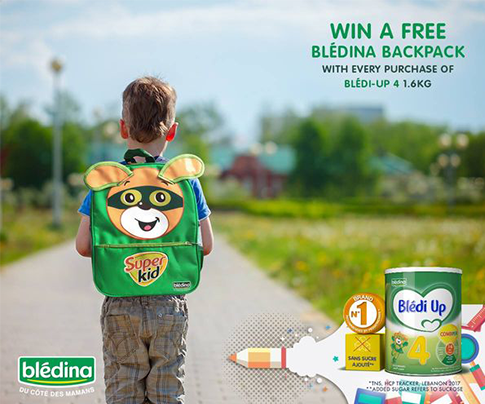 WIN A FREE
BLÉDINA BACKPACK
WITH EVERY PURCHASE OF
BLÉDI-UP 4 1.6KG
Super
kid
blédina
blédina
Blédi Up
4
BRAND
N°1
SANS SUCRE
AJOUTÉ**
*TNS, HCP TRACKER, LEBANON 2017
**ADDED SUGAR REFERS TO SUCROSE
blédina
DU CÔTÉ DES MAMANS